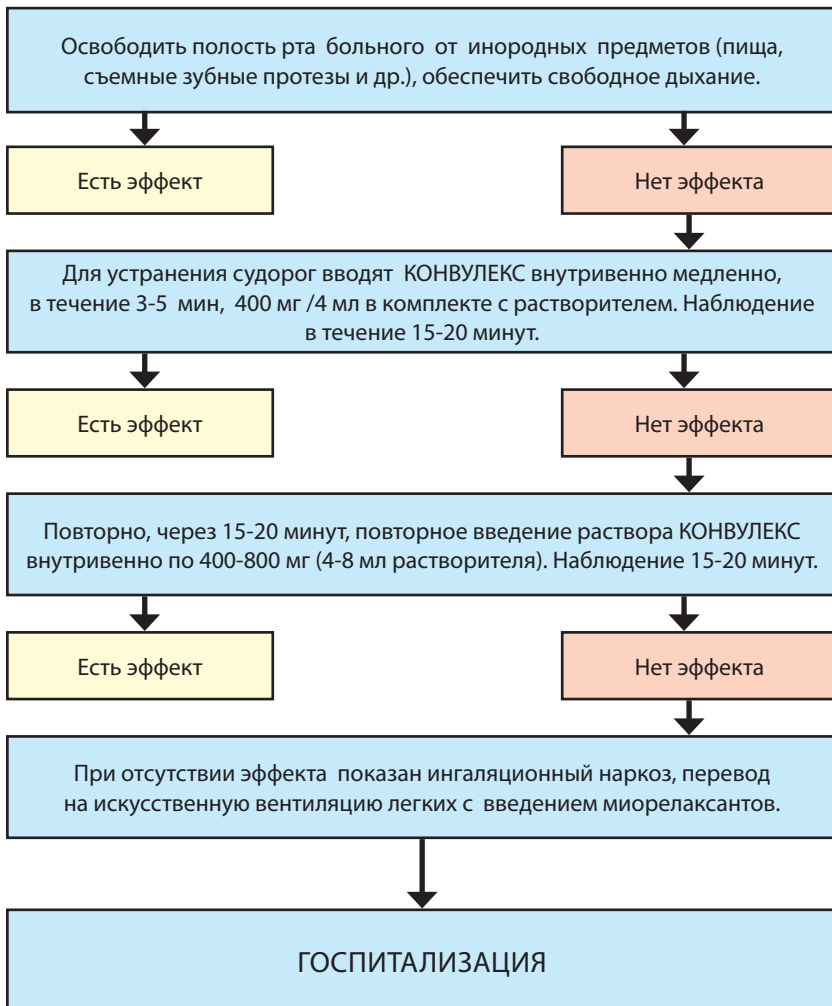 Освободить полость рта больного от инородных предметов (пища,
съемные зубные протезы и др.), обеспечить свободное дыхание.
Есть эффект
Нет эффекта
Для устранения судорог вводят КОНВУЛЕКС внутривенно медленно,
в течение 3-5 мин, 400 мг /4 мл в комплекте с растворителем. Наблюдение
в течение 15-20 минут.
Есть эффект
Нет эффекта
Повторно, через 15-20 минут, повторное введение раствора КОНВУЛЕКС
внутривенно по 400-800 мг (4-8 мл растворителя). Наблюдение 15-20 минут.
Есть эффект
Нет эффекта
При отсутствии эффекта показан ингаляционный наркоз, перевод
на искусственную вентиляцию легких с введением миорелаксантов.
ГОСПИТАЛИЗАЦИЯ